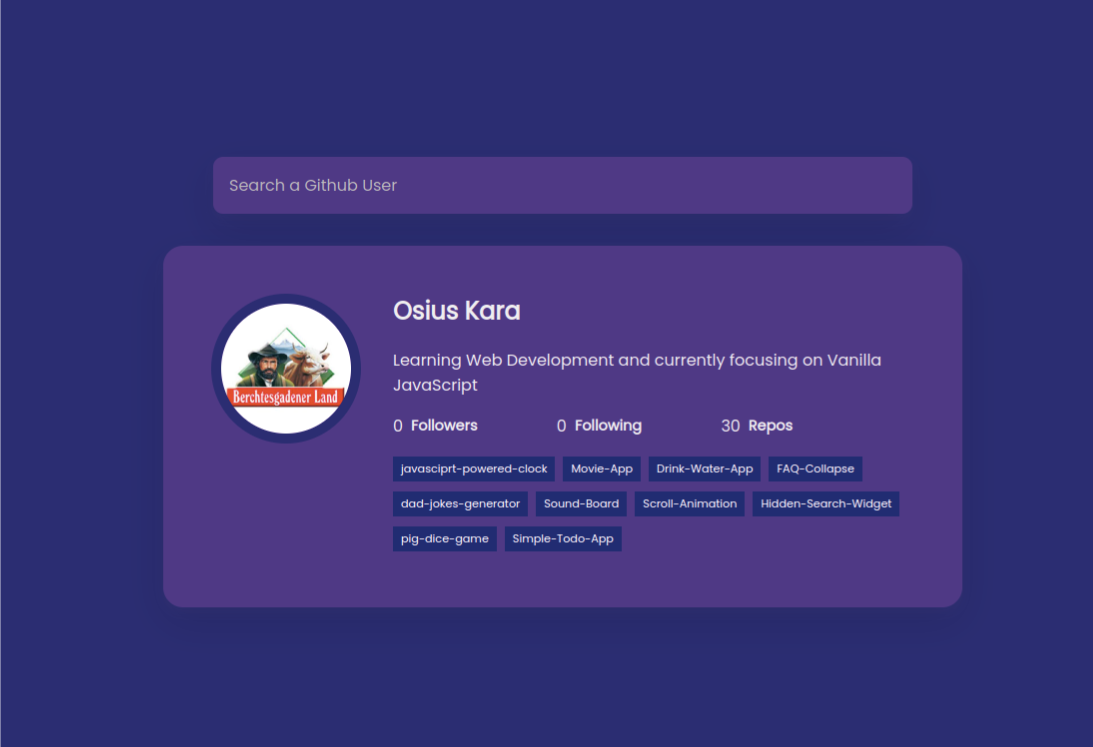 Search a Github User
Osius Kara
Learning Web Development and currently focusing on Vanilla
JavaScript
0 Followers 0 Following 30 Repos
javasciprt-powered-clock Movie-App Drink-Water-App FAQ-Collapse
dad-jokes-generator Sound-Board Scroll-Animation Hidden-Search-Widget
pig-dice-game Simple-Todo-App
Berchtesgadener Land